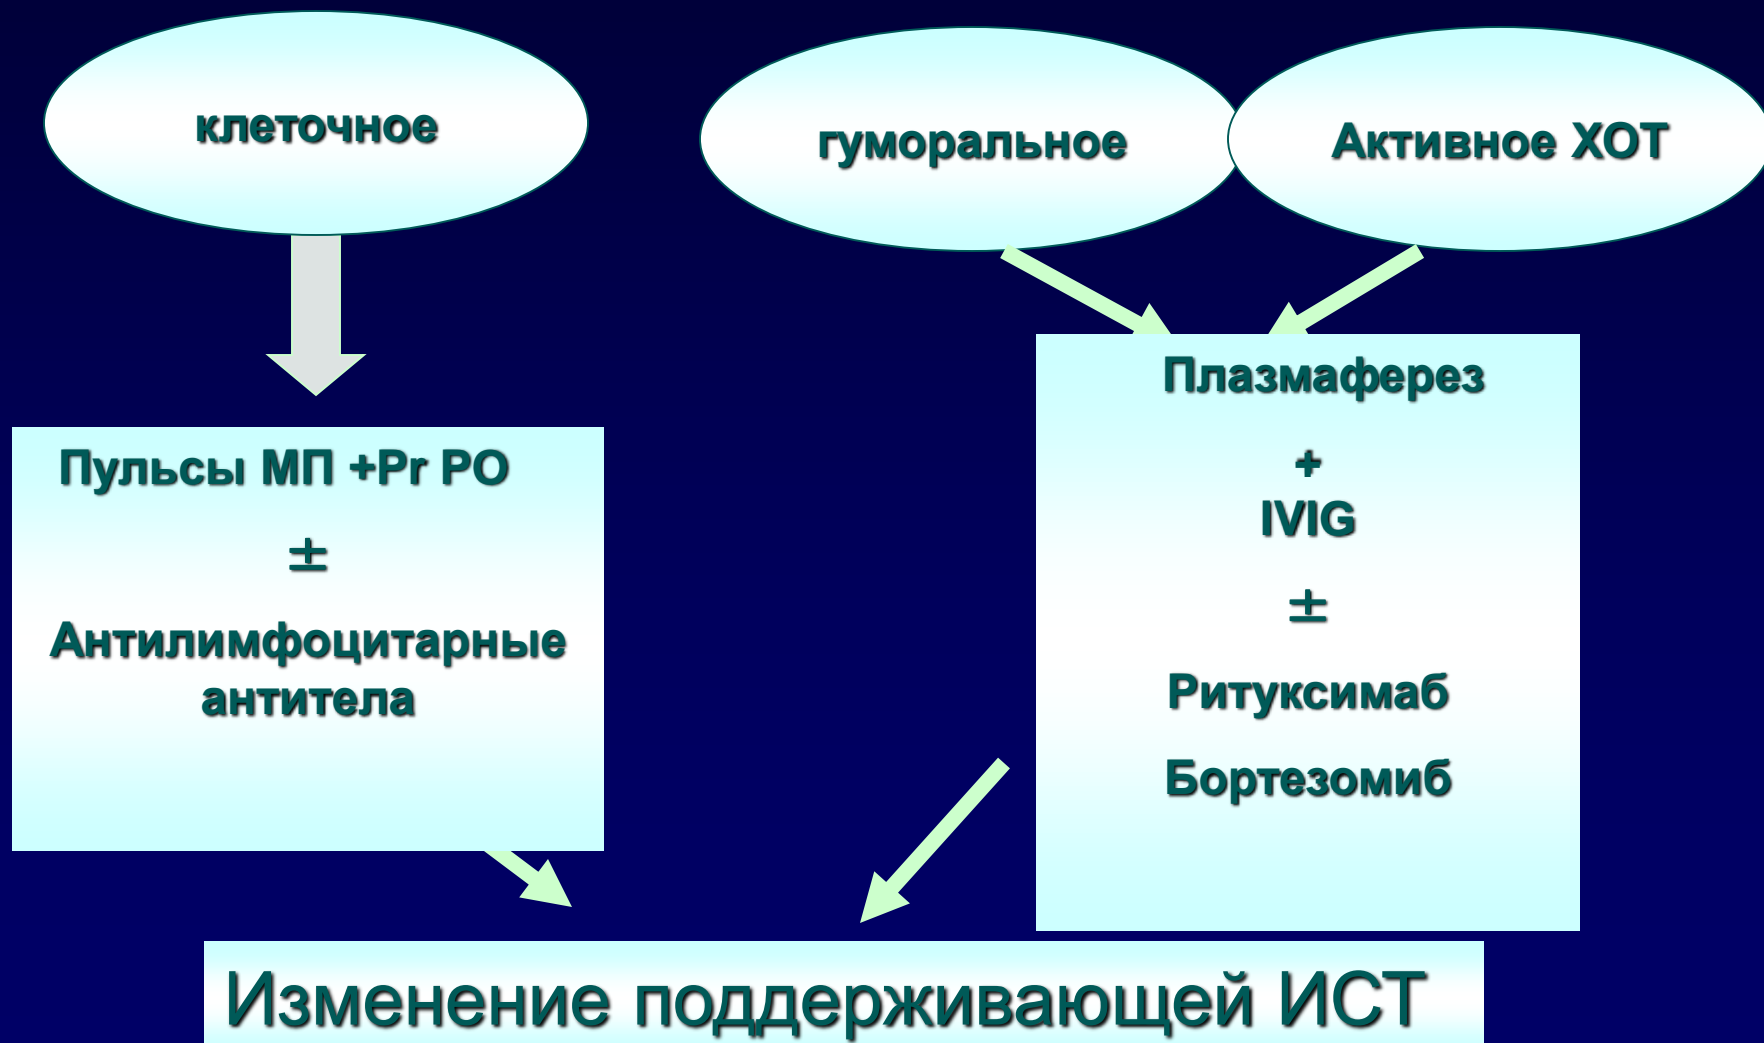 клеточное
гуморальное
Активное ХОТ
Пульсы МП +Pr PO
±
Антилимфоцитарные
антитела
Плазмаферез
+
IVIG
±
Ритуксимаб
Бортезомиб
Изменение поддерживающей ИСТ